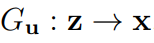 G_𝐮 : 𝐳 → 𝐱